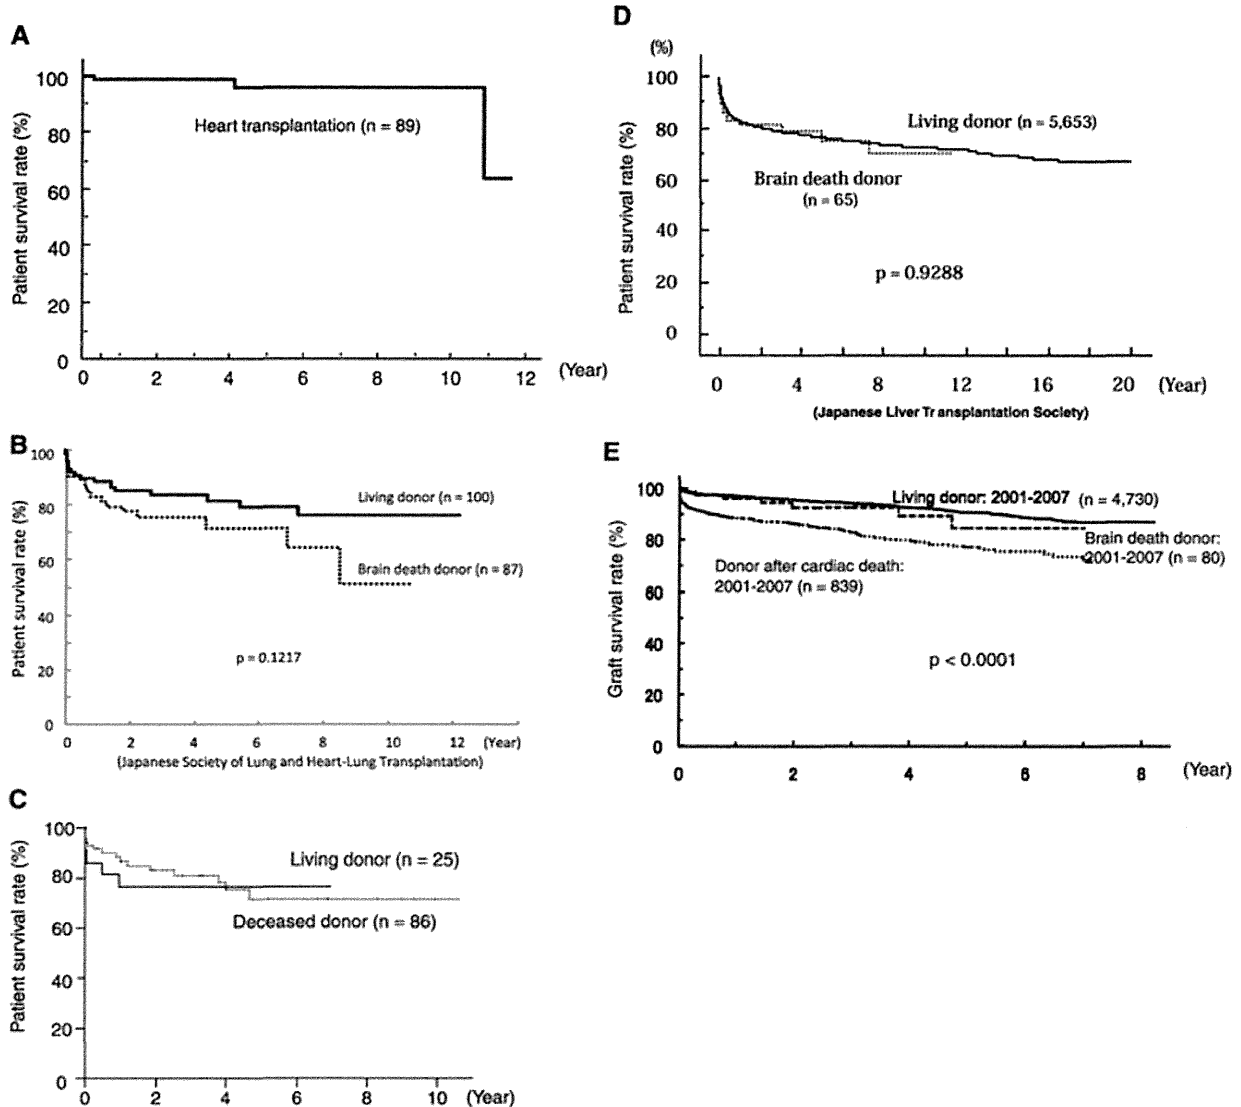 A
Patient survival rate (%)
100
80
60
40
20
0
Heart transplantation (n = 89)
0 2 4 6 8 10 12 (Year)
B
Patient survival rate (%)
100
80
60
40
20
0
Living donor (n = 100)
Brain death donor (n = 87)
p = 0.1217
0 2 4 6 8 10 12 (Year)
(Japanese Society of Lung and Heart-Lung Transplantation)
C
Patient survival rate (%)
100
80
60
40
20
0
Living donor (n = 25)
Deceased donor (n = 86)
0 2 4 6 8 10 (Year)
D
(%)
Patient survival rate (%)
100
80
60
40
20
0
Living donor (n = 5,653)
Brain death donor
(n = 65)
p = 0.9288
0 4 8 12 16 20 (Year)
(Japanese Liver Transplantation Society)
E
Graft survival rate (%)
100
80
60
40
20
0
Living donor: 2001-2007 (n = 4,730)
Brain death donor:
2001-2007 (n = 80)
Donor after cardiac death:
2001-2007 (n = 839)
p < 0.0001
0 2 4 6 8 (Year)